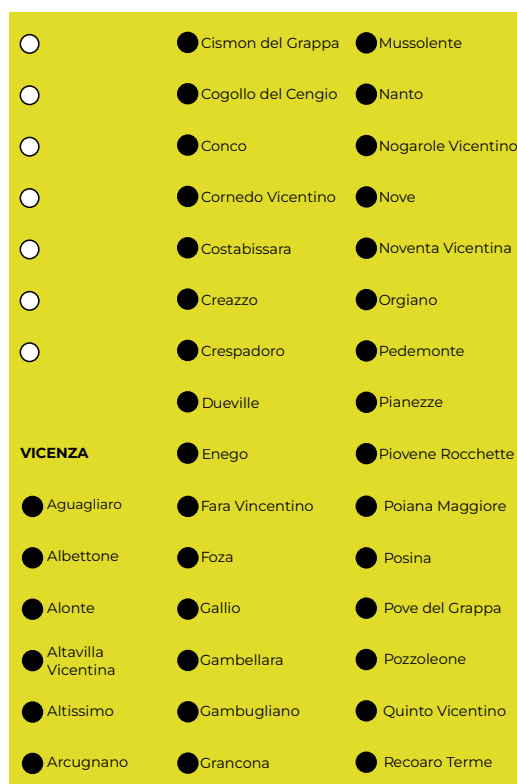 VICENZA
Aguagliaro
Albettone
Alonte
Altavilla
Vicentina
Altissimo
Arcugnano
Cismon del Grappa
Cogollo del Cengio
Conco
Cornedo Vicentino
Costabissara
Creazzo
Crespadoro
Dueville
Enego
Fara Vincentino
Foza
Gallio
Gambellara
Gambugliano
Grancona
Mussolente
Nanto
Nogarole Vicentino
Nove
Noventa Vicentina
Orgiano
Pedemonte
Pianezze
Piovene Rocchette
Poiana Maggiore
Posina
Pove del Grappa
Pozzoleone
Quinto Vicentino
Recoaro Terme